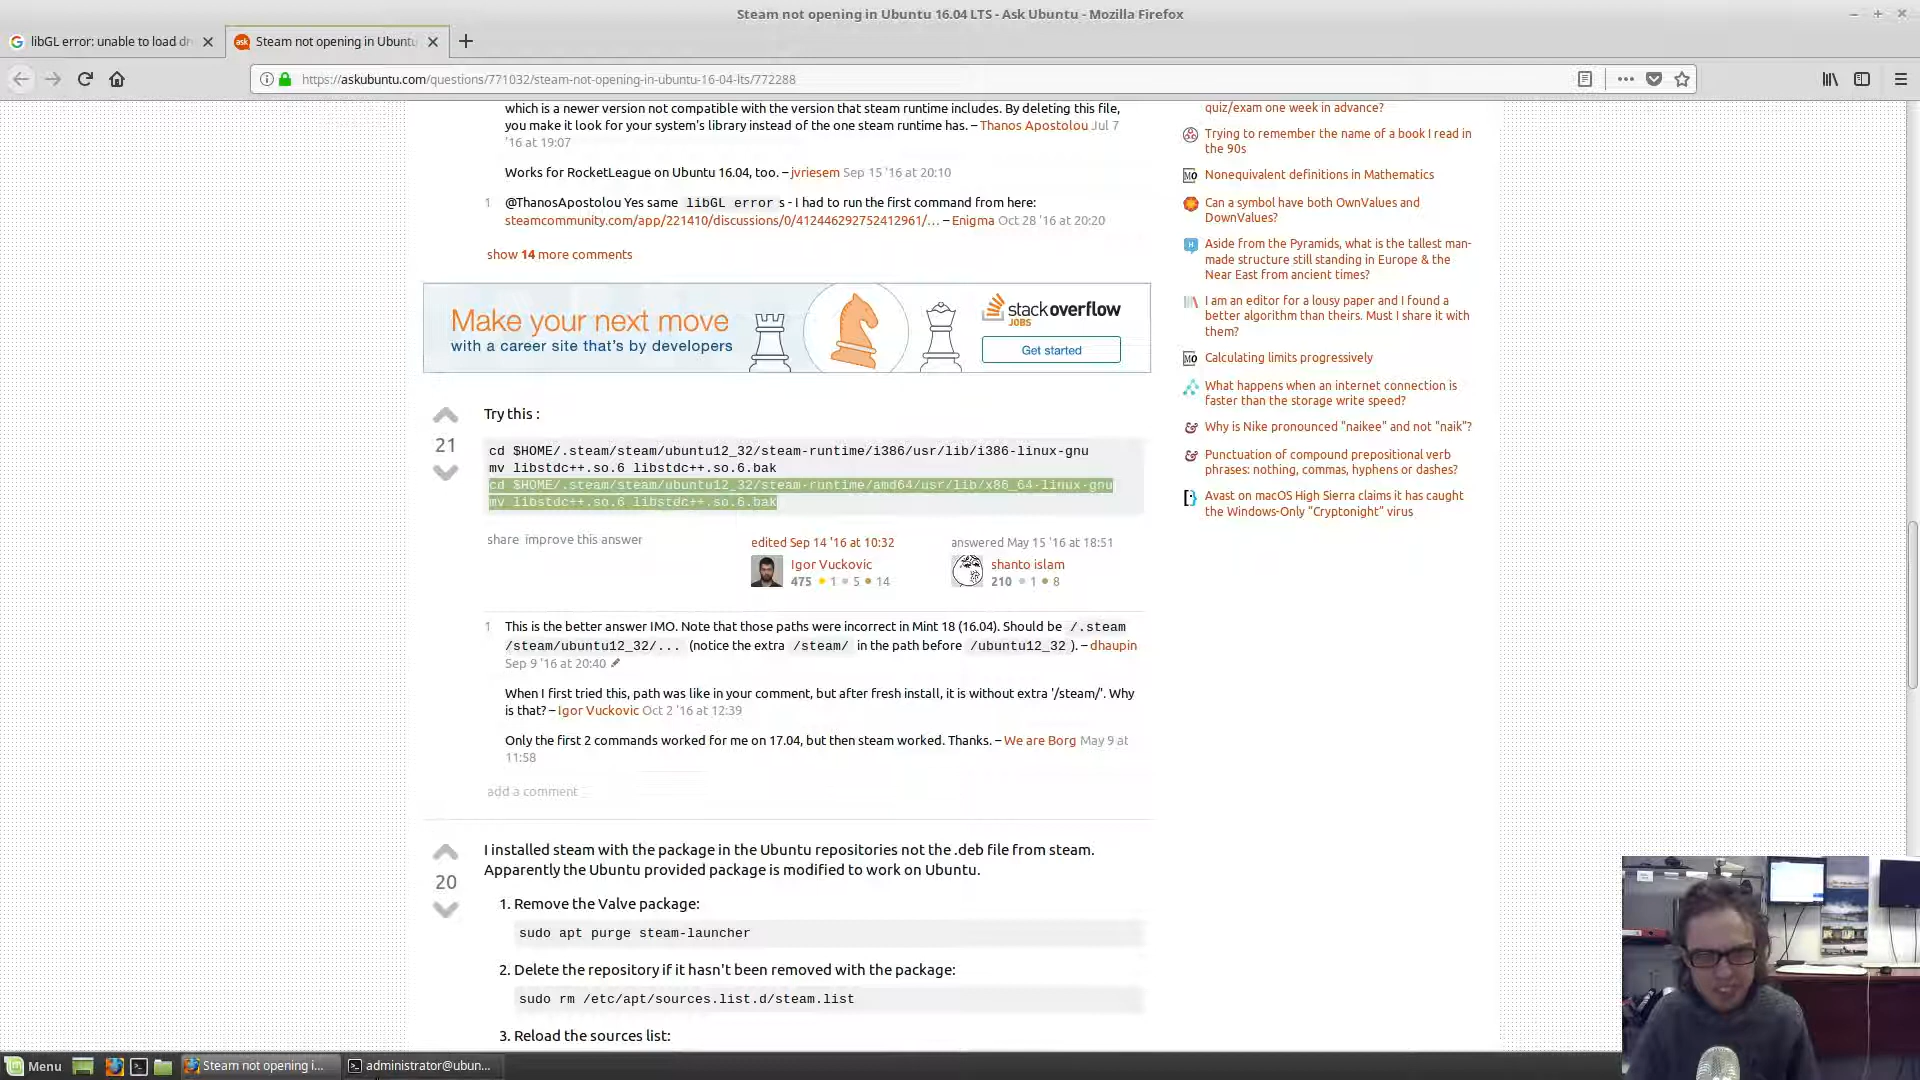 Steam not opening in Ubuntu 16.04 LTS - Ask Ubuntu - Mozilla Firefox
libGL error: unable to load dr
Steam not opening in Ubuntu
https://askubuntu.com/questions/771032/steam-not-opening-in-ubuntu-16-04-lts/772288
which is a newer version not compatible with the version that steam runtime includes. By deleting this file,
you make it look for your system's library instead of the one steam runtime has. – Thanos Apostolou Jul 7
'16 at 19:07
Works for RocketLeague on Ubuntu 16.04, too. – jvriesem Sep 15 '16 at 20:10
1 @ThanosApostolou Yes same libGL error s - I had to run the first command from here:
steamcommunity.com/app/221410/discussions/0/412446292752412961/… – Enigma Oct 28 '16 at 20:20
show 14 more comments
Make your next move
with a career site that's by developers
stackoverflow
JOBS
Get started
Try this :
21
cd $HOME/.steam/steam/ubuntu12_32/steam-runtime/i386/usr/lib/i386-linux-gnu
mv libstdc++.so.6 libstdc++.so.6.bak
cd $HOME/.steam/steam/ubuntu12_32/steam-runtime/amd64/usr/lib/x86_64-linux-gnu
mv libstdc++.so.6 libstdc++.so.6.bak
share improve this answer
edited Sep 14 '16 at 10:32
Igor Vuckovic
475 1 5 14
answered May 15 '16 at 18:51
shanto islam
210 1 8
1 This is the better answer IMO. Note that those paths were incorrect in Mint 18 (16.04). Should be /.steam
/steam/ubuntu12_32/... (notice the extra /steam/ in the path before /ubuntu12_32 ). – dhaupin
Sep 9 '16 at 20:40
When I first tried this, path was like in your comment, but after fresh install, it is without extra '/steam/'. Why
is that? – Igor Vuckovic Oct 2 '16 at 12:39
Only the first 2 commands worked for me on 17.04, but then steam worked. Thanks. – We are Borg May 9 at
11:58
add a comment
20
I installed steam with the package in the Ubuntu repositories not the .deb file from steam.
Apparently the Ubuntu provided package is modified to work on Ubuntu.
1. Remove the Valve package:
sudo apt purge steam-launcher
2. Delete the repository if it hasn't been removed with the package:
sudo rm /etc/apt/sources.list.d/steam.list
3. Reload the sources list:
quiz/exam one week in advance?
Trying to remember the name of a book I read in
the 90s
MO Nonequivalent definitions in Mathematics
Can a symbol have both OwnValues and
DownValues?
H Aside from the Pyramids, what is the tallest man-
made structure still standing in Europe & the
Near East from ancient times?
I am an editor for a lousy paper and I found a
better algorithm than theirs. Must I share it with
them?
MO Calculating limits progressively
What happens when an internet connection is
faster than the storage write speed?
Why is Nike pronounced "naikee" and not "naik"?
Punctuation of compound prepositional verb
phrases: nothing, commas, hyphens or dashes?
Avast on macOS High Sierra claims it has caught
the Windows-Only "Cryptonight" virus
Menu
Steam not opening i...
administrator@ubun...